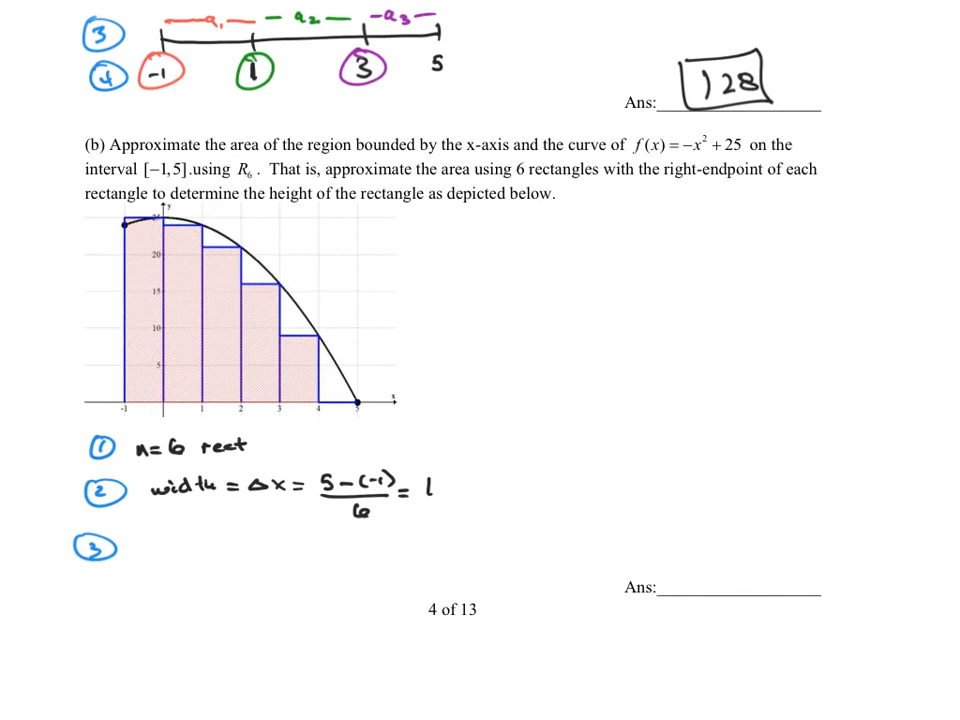 a₁ a₂ a₃
③
④ -1 1 3 5
Ans: 128
(b) Approximate the area of the region bounded by the x-axis and the curve of f(x) = −x² + 25 on the
interval [−1, 5].using R₆ . That is, approximate the area using 6 rectangles with the right-endpoint of each
rectangle to determine the height of the rectangle as depicted below.
y
20
15
10
5
-1 1 2 3 4 5 x
① n = 6 rect
② width = Δx = 5-(-1)/6 = 1
③
Ans:
4 of 13